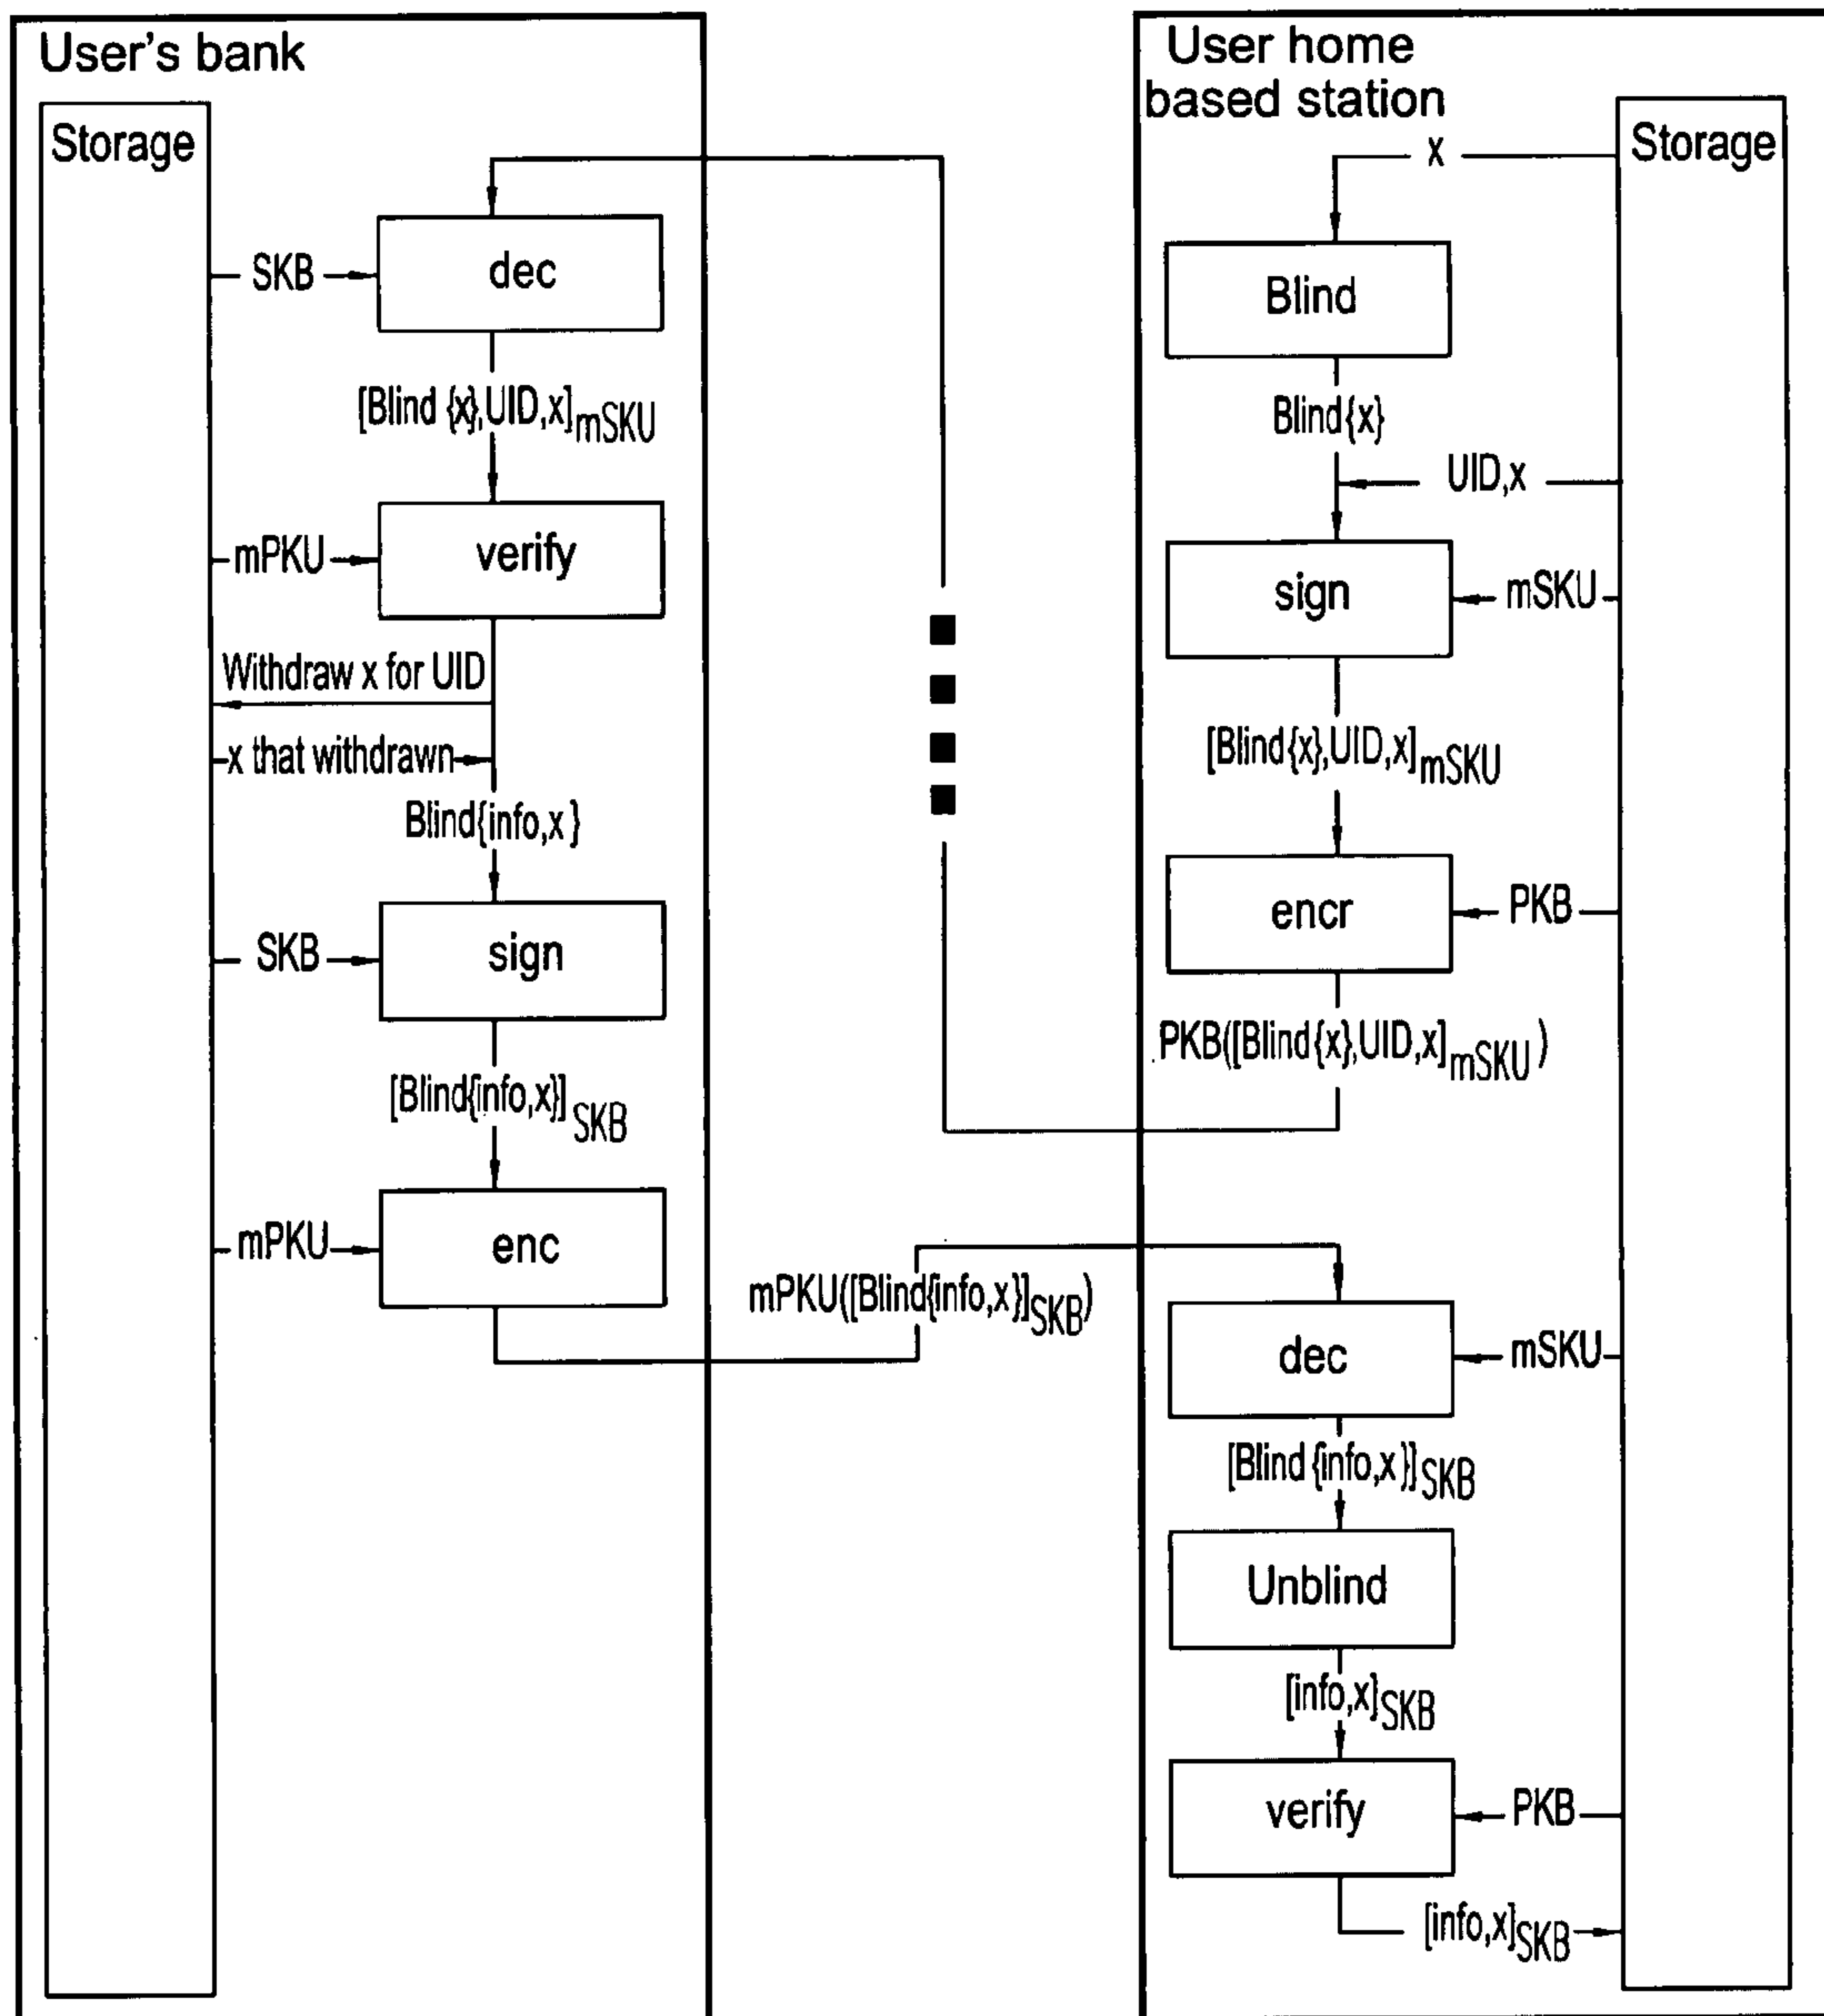 User's bank
Storage
SKB
dec
[Blind {x},UID,x]mSKU
mPKU
verify
Withdraw x for UID
x that withdrawn
Blind{info,x}
SKB
sign
[Blind{info,x}]SKB
mPKU
enc
mPKU([Blind{info,x}]SKB)
User home
based station
Storage
x
Blind
Blind{x}
UID,x
sign
mSKU
[Blind{x},UID,x]mSKU
encr
PKB
PKB([Blind{x},UID,x]mSKU)
dec
mSKU
[Blind{info,x}]SKB
Unblind
[info,x]SKB
verify
PKB
[info,x]SKB